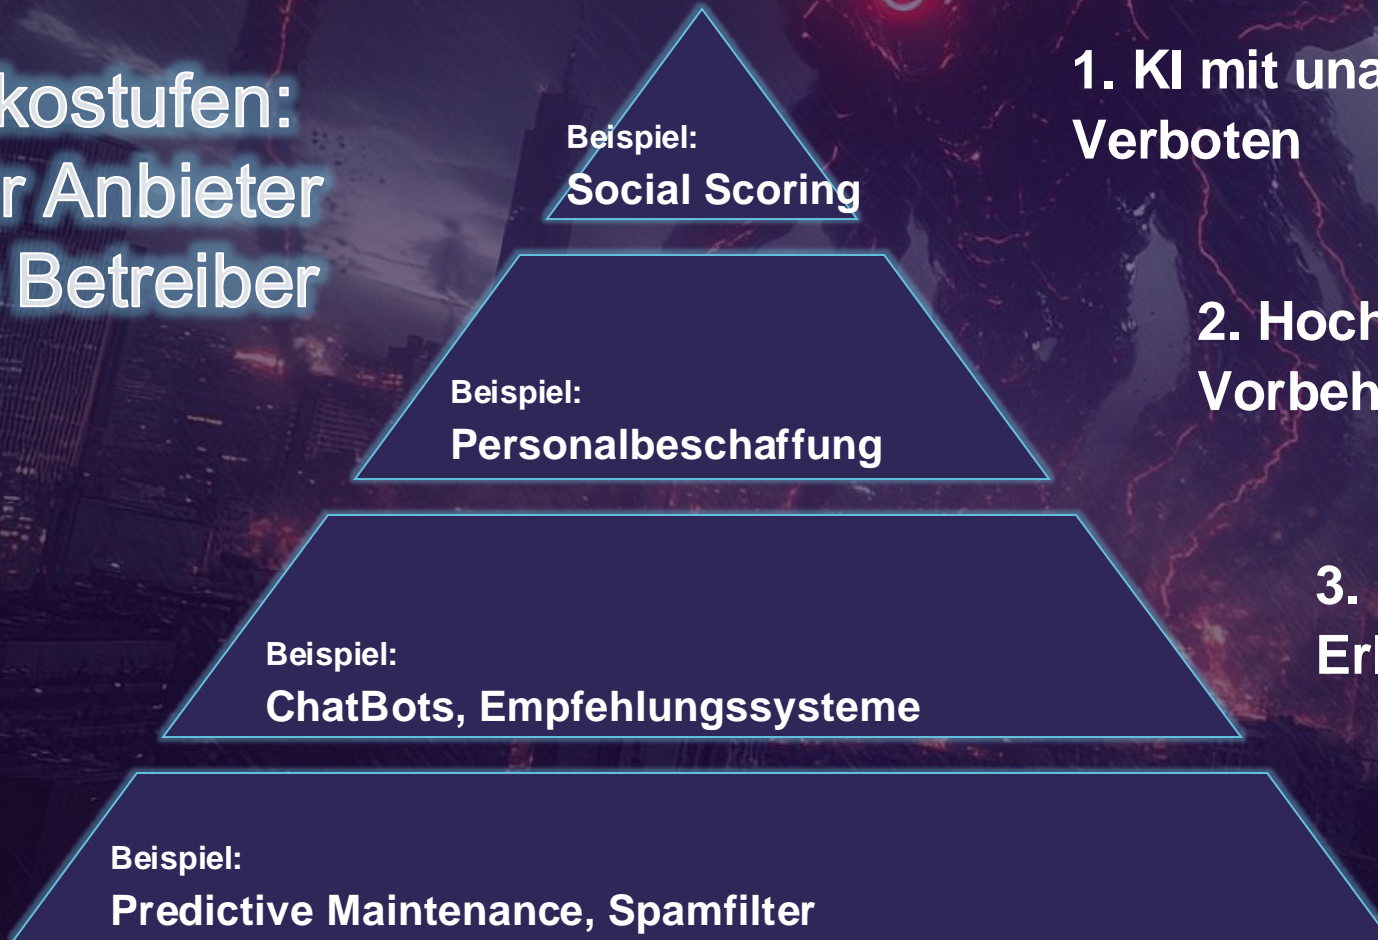 kostufen:
r Anbieter
Betreiber
Beispiel:
Social Scoring
1. KI mit una
Verboten
Beispiel:
Personalbeschaffung
2. Hoch
Vorbeh
Beispiel:
ChatBots, Empfehlungssysteme
3.
Erl
Beispiel:
Predictive Maintenance, Spamfilter